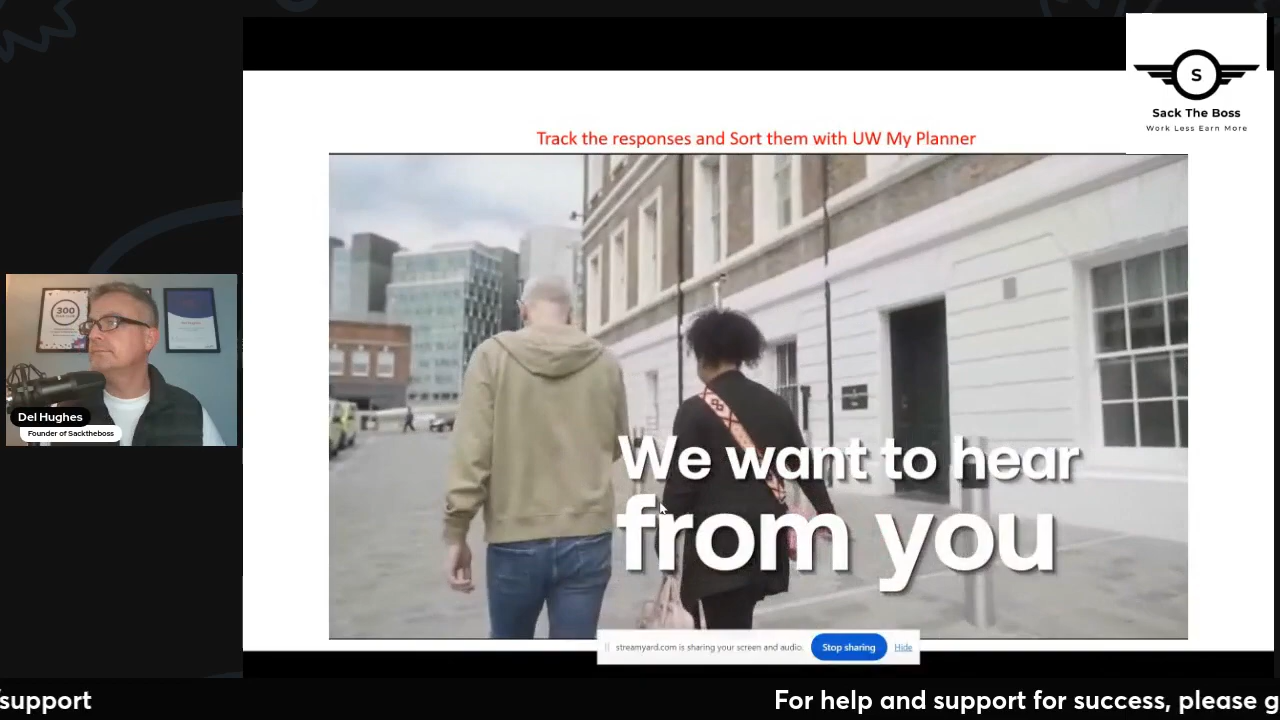 S
Sack The Boss
Work Less Earn More
Track the responses and Sort them with UW My Planner
300
Del Hughes
Founder of Sacktheboss
We want to hear
from you
streamyard.com is sharing your screen and audio.
Stop sharing
Hide
/support
For help and support for success, please g